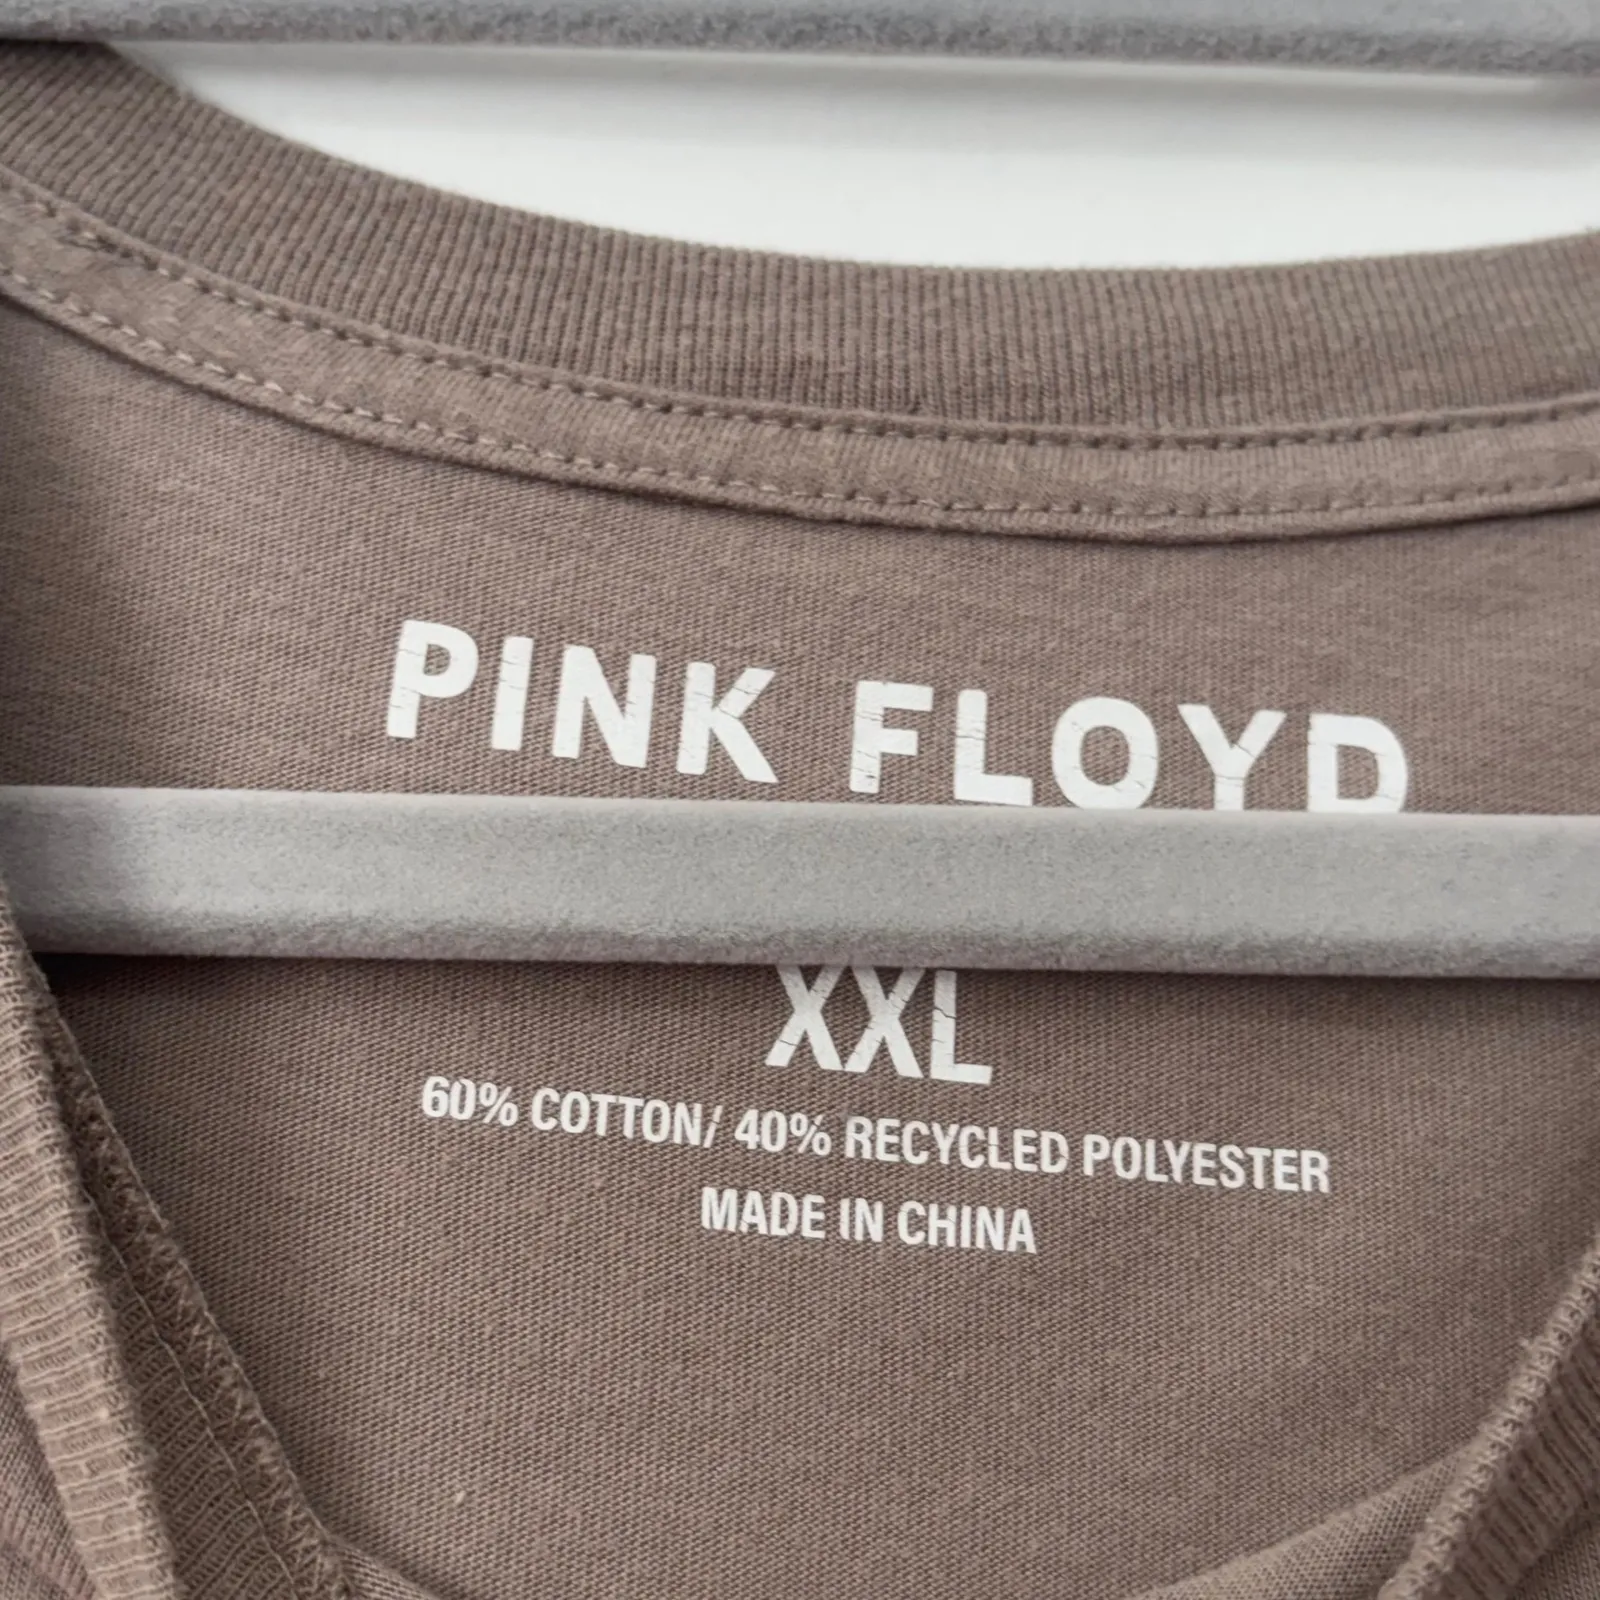 PINK FLOYD
XXL
60% COTTON/ 40% RECYCLED POLYESTER
MADE IN CHINA